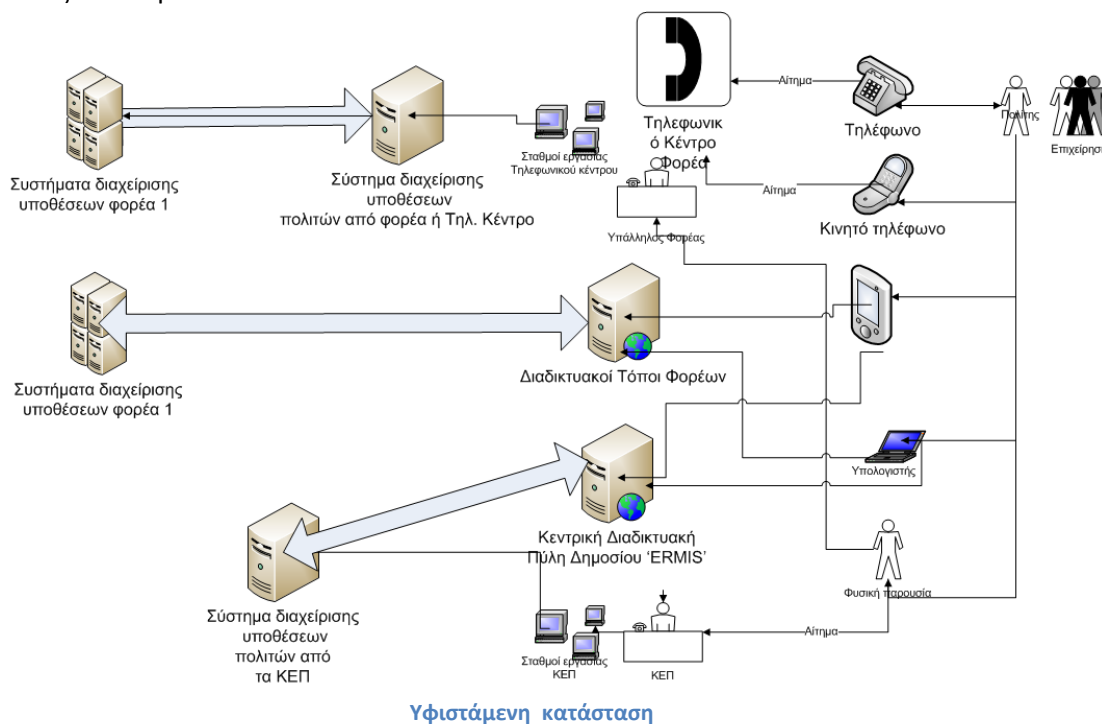 Αίτημα
Τηλεφωνικ
ό Κέντρο
Φορέα
Τηλέφωνο
Πολίτης
Επιχείρησ
Σταθμοί εργασίας
Τηλεφωνικού κέντρου
Συστήματα διαχείρισης
υποθέσεων φορέα 1
Σύστημα διαχείρισης
υποθέσεων
πολιτών από φορέα ή Τηλ. Κέντρο
Αίτημα
Κινητό τηλέφωνο
Υπάλληλος Φορέας
Συστήματα διαχείρισης
υποθέσεων φορέα 1
Διαδικτυακοί Τόποι Φορέων
Υπολογιστής
Κεντρική Διαδικτυακή
Πύλη Δημοσίου ‘ERMIS’
Φυσική παρουσία
Σύστημα διαχείρισης
υποθέσεων
πολιτών από
τα ΚΕΠ
Αίτημα
Σταθμοί εργασίας
ΚΕΠ
ΚΕΠ
Υφιστάμενη κατάσταση